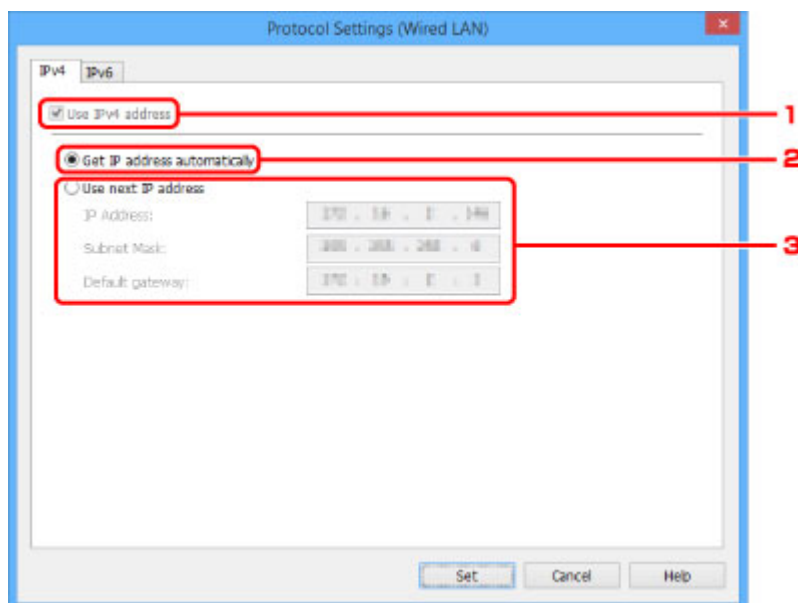 Protocol Settings (Wired LAN)
IPv4 IPv6
Use IPv4 address
1
Get IP address automatically
2
Use next IP address
IP Address:
Subnet Mask:
3
Default gateway:
Set Cancel Help